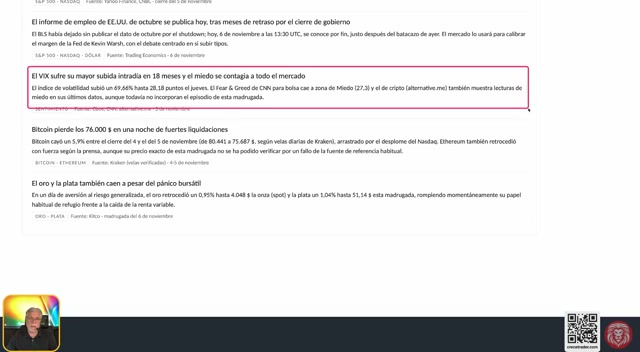 El informe de empleo de EE.UU. de octubre se publica hoy, tras meses de retraso por el cierre de gobierno
El BLS había dejado sin publicar el dato de octubre por el shutdown; hoy, 6 de noviembre a las 13:30 UTC, se conoce por fin, justo después del batacazo de ayer. El mercado lo usará para calibrar
el margen de la Fed de Kevin Warsh, con el debate centrado en si subir tipos.
S&P 500 · NASDAQ · DÓLAR | Fuente: Trading Economics · 6 de noviembre
El VIX sufre su mayor subida intradía en 18 meses y el miedo se contagia a todo el mercado
El índice de volatilidad subió un 69,66% hasta 28,18 puntos el jueves. El Fear & Greed de CNN para bolsa cae a zona de Miedo (27,3) y el de cripto (alternative.me) también muestra lecturas de
miedo en sus últimos datos, aunque todavía no incorporan el episodio de esta madrugada.
Bitcoin pierde los 76.000 $ en una noche de fuertes liquidaciones
Bitcoin cayó un 5,9% entre el cierre del 4 y el del 5 de noviembre (de 80.441 a 75.687 $, según velas diarias de Kraken), arrastrado por el desplome del Nasdaq. Ethereum también retrocedió
con fuerza según la prensa, aunque su precio exacto de esta madrugada no se ha podido verificar por un fallo de la fuente de referencia habitual.
BITCOIN · ETHEREUM | Fuente: Kraken (velas verificadas) · 4-5 de noviembre
El oro y la plata también caen a pesar del pánico bursátil
En un día de aversión al riesgo generalizada, el oro retrocedió un 0,95% hasta 4.048 $ la onza (spot) y la plata un 1,04% hasta 51,14 $ esta madrugada, rompiendo momentáneamente su papel
habitual de refugio frente a la caída de la renta variable.
ORO · PLATA | Fuente: Kitco · madrugada del 6 de noviembre